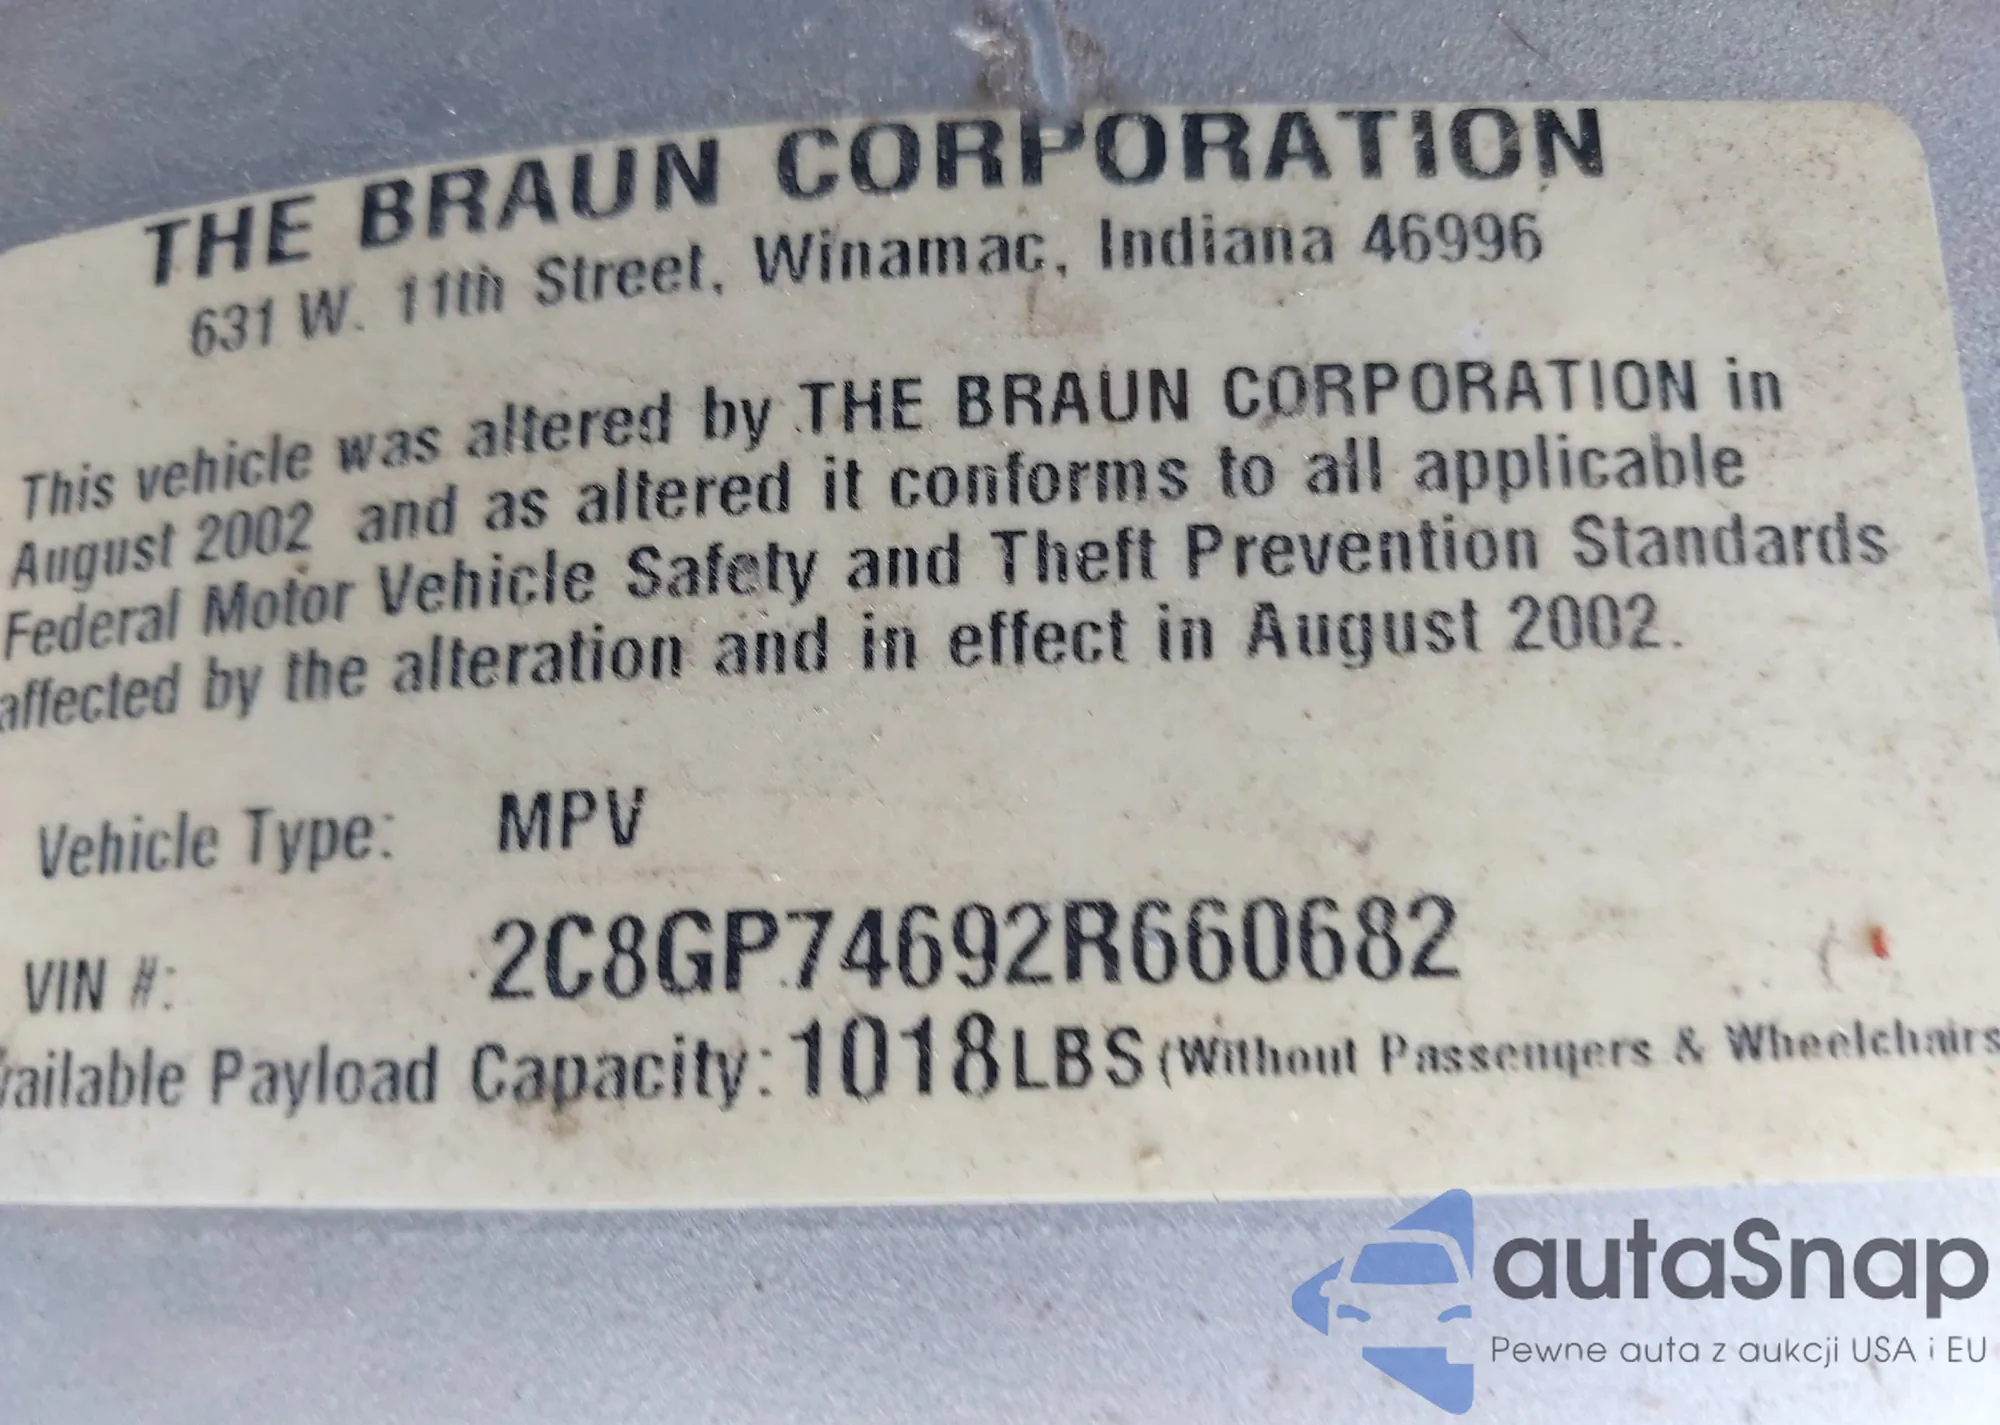 THE BRAUN CORPORATION
631 W. 11th Street, Winamac, Indiana 46996
This vehicle was altered by THE BRAUN CORPORATION in
August 2002 and as altered it conforms to all applicable
Federal Motor Vehicle Safety and Theft Prevention Standards
affected by the alteration and in effect in August 2002.
Vehicle Type: MPV
VIN #: 2C8GP74692R660682
vailable Payload Capacity: 1018 LBS (Without Passengers & Wheelchairs
autaSnap
Pewne auta z aukcji USA i EU